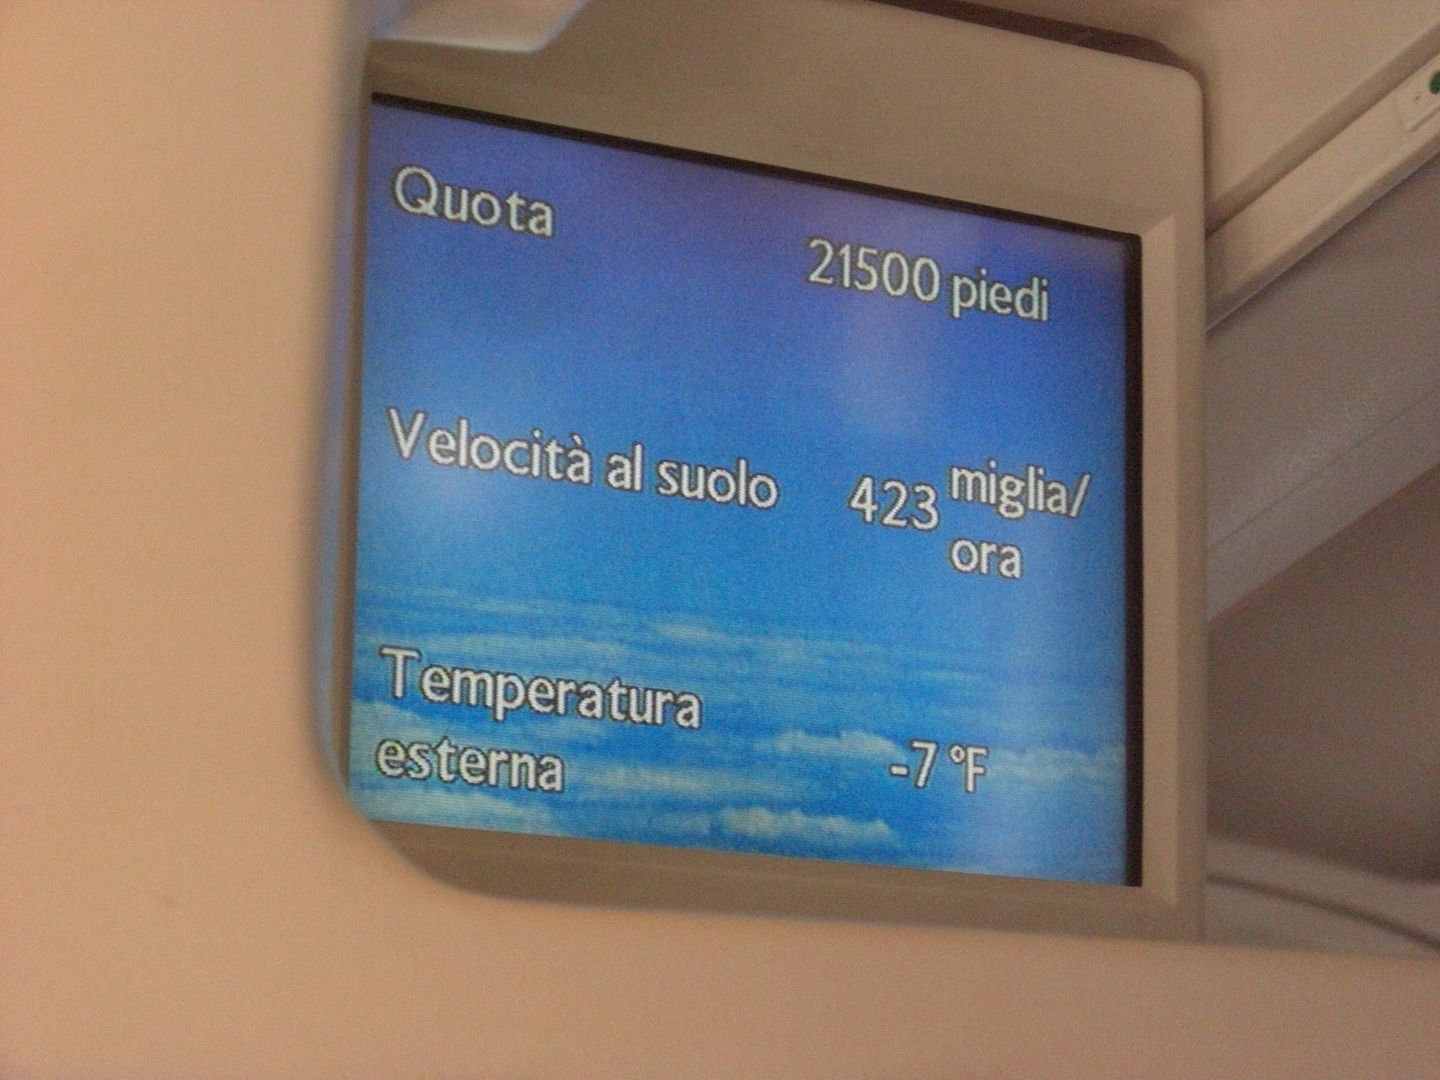 Quota
21500 piedi
Velocità al suolo 423 miglia/
ora
Temperatura
esterna -7 °F